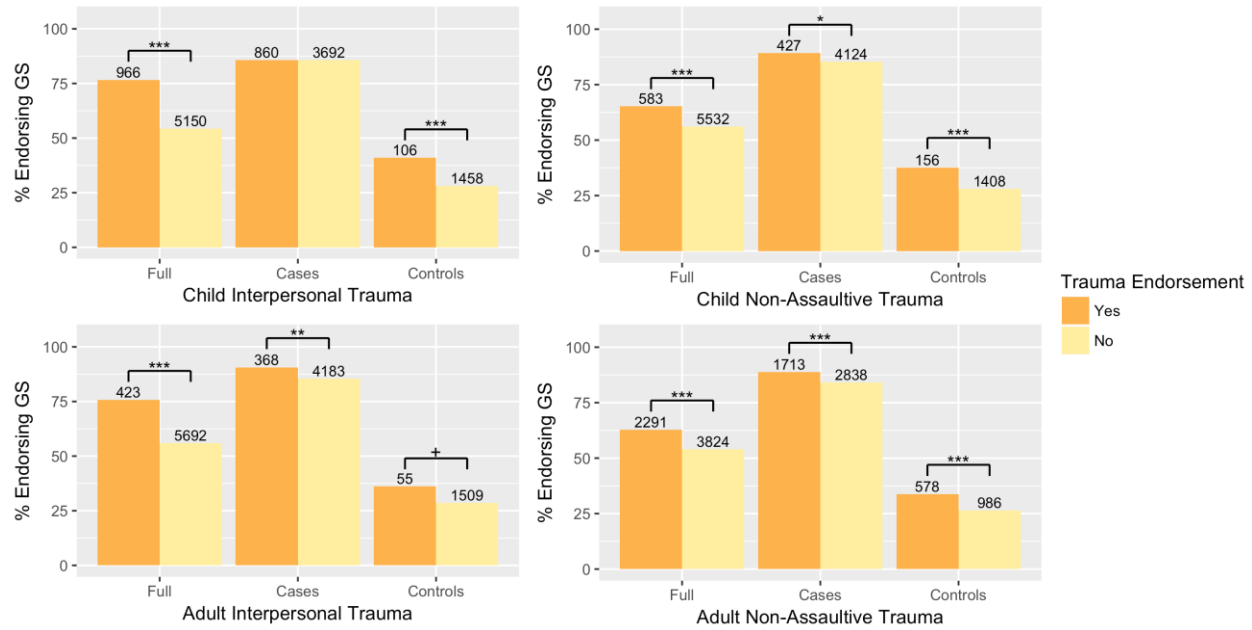 % Endorsing GS
100
75
50
25
0
***
966
5150
860
3692
***
106
1458
Full
Cases
Controls
Child Interpersonal Trauma
% Endorsing GS
100
75
50
25
0
***
583
5532
*
427
4124
***
156
1408
Full
Cases
Controls
Child Non-Assaultive Trauma
% Endorsing GS
100
75
50
25
0
***
423
5692
**
368
4183
+
55
1509
Full
Cases
Controls
Adult Interpersonal Trauma
% Endorsing GS
100
75
50
25
0
***
2291
3824
***
1713
2838
***
578
986
Full
Cases
Controls
Adult Non-Assaultive Trauma
Trauma Endorsement
Yes
No